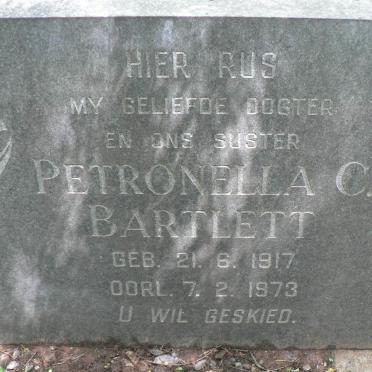 HIER RUS
MY GELIEFDE DOGTER
EN ONS SUSTER
PETRONELLA C.
BARTLETT
GEB. 21. 6. 1917
OORL. 7. 2. 1973
U WIL GESKIED.